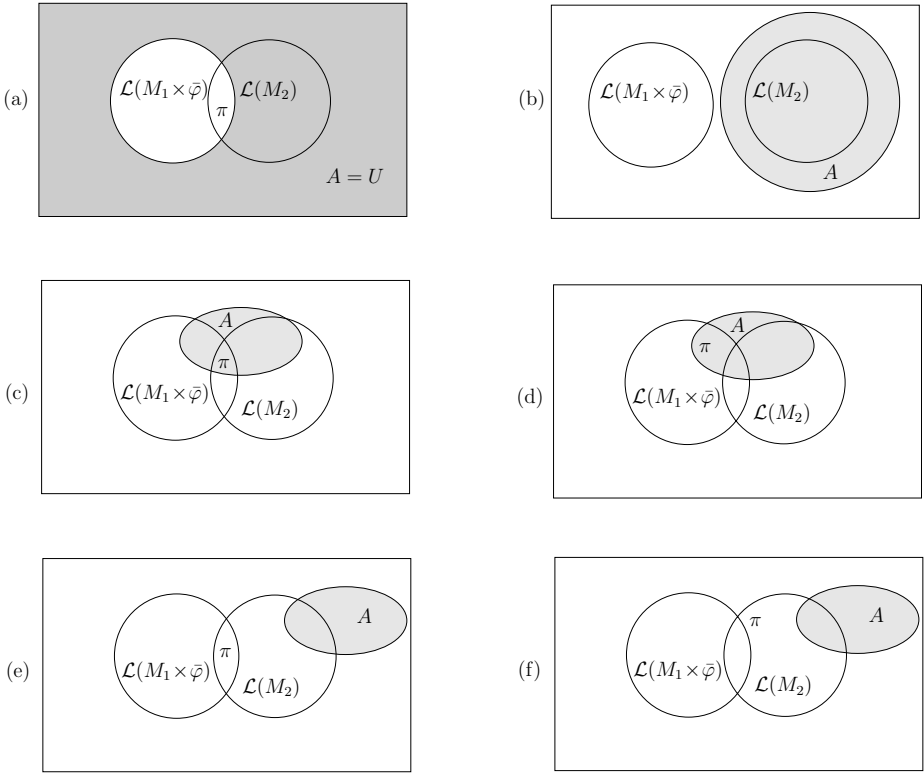 (a) ℒ(M₁×φ̄) ℒ(M₂)
π
A = U
(b) ℒ(M₁×φ̄) ℒ(M₂)
A
(c) A
π
ℒ(M₁×φ̄) ℒ(M₂)
(d) A
π
ℒ(M₁×φ̄) ℒ(M₂)
(e) A
π
ℒ(M₁×φ̄) ℒ(M₂)
(f) A
π
ℒ(M₁×φ̄) ℒ(M₂)